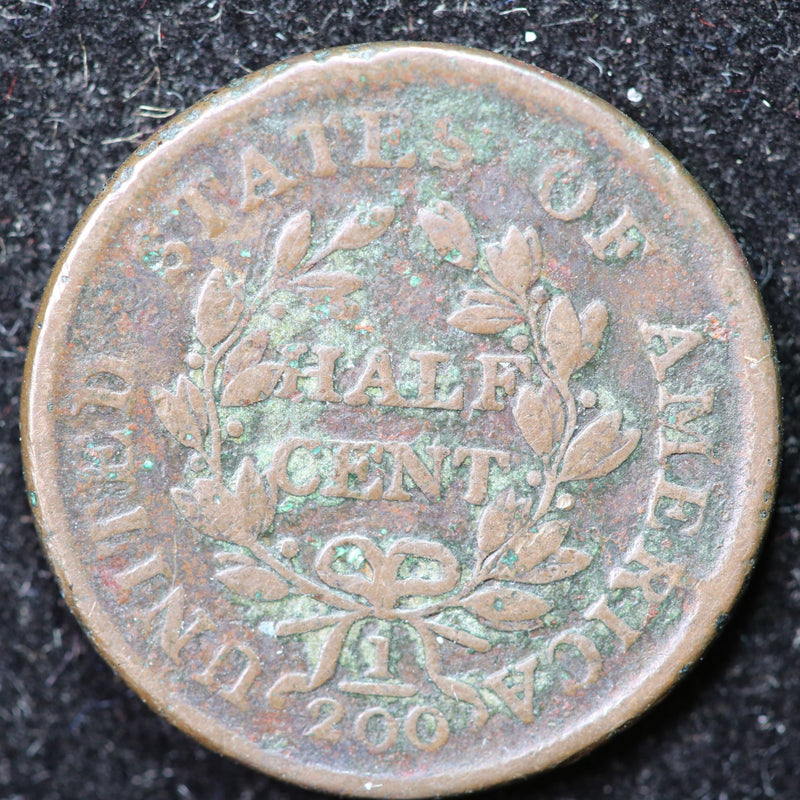 UNITED STATES OF AMERICA
HALF
CENT
1
200